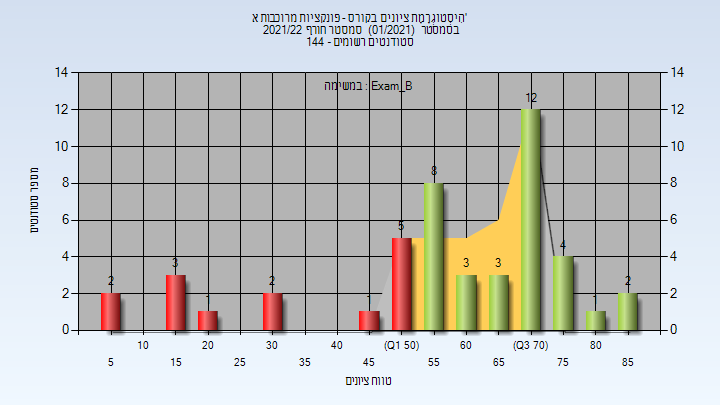 היסטוגרמת ציונים בקורס - פונקציות מרוכבות א'
בסמסטר (01/2021) סמסטר חורף 2021/22
סטודנטים רשומים - 144
במשימה : Exam_B
מספר סטודנטים
14 14
12 12
10 10
8 8
6 6
4 4
2 2
0 0
2 3 1 2 1 5 8 3 3 12 4 1 2
10 20 30 40 (Q1 50) 60 (Q3 70) 80
5 15 25 35 45 55 65 75 85
טווח ציונים